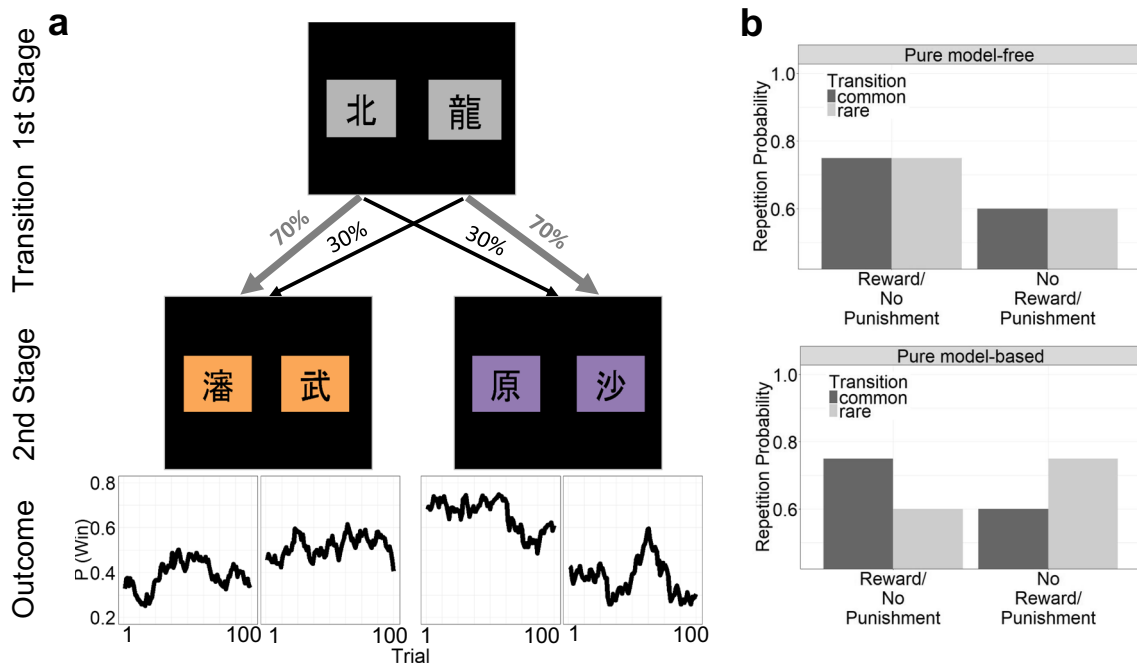 a
1st Stage
北 龍
Transition
70% 30% 30% 70%
2nd Stage
瀋 武 原 沙
Outcome
P (Win)
0.8
0.6
0.4
0.2
1 100 1 100 1 100 1 100
Trial
b
Pure model-free
Repetition Probability
1.0
0.8
0.6
Transition
common
rare
Reward/
No
Punishment
No
Reward/
Punishment
Pure model-based
Repetition Probability
1.0
0.8
0.6
Transition
common
rare
Reward/
No
Punishment
No
Reward/
Punishment